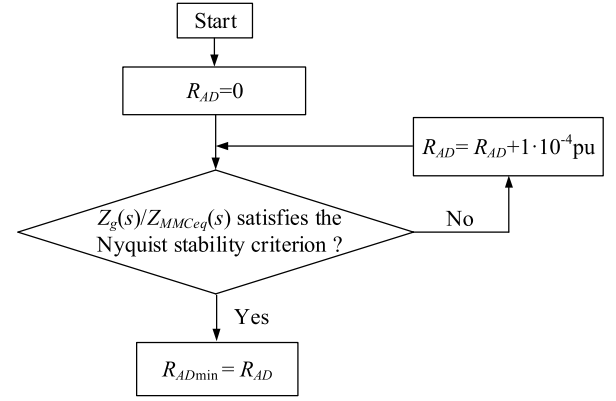 Start
R_AD=0
R_AD= R_AD+1·10^-4pu
Z_g(s)/Z_MMCeq(s) satisfies the
Nyquist stability criterion ?
No
Yes
R_ADmin = R_AD